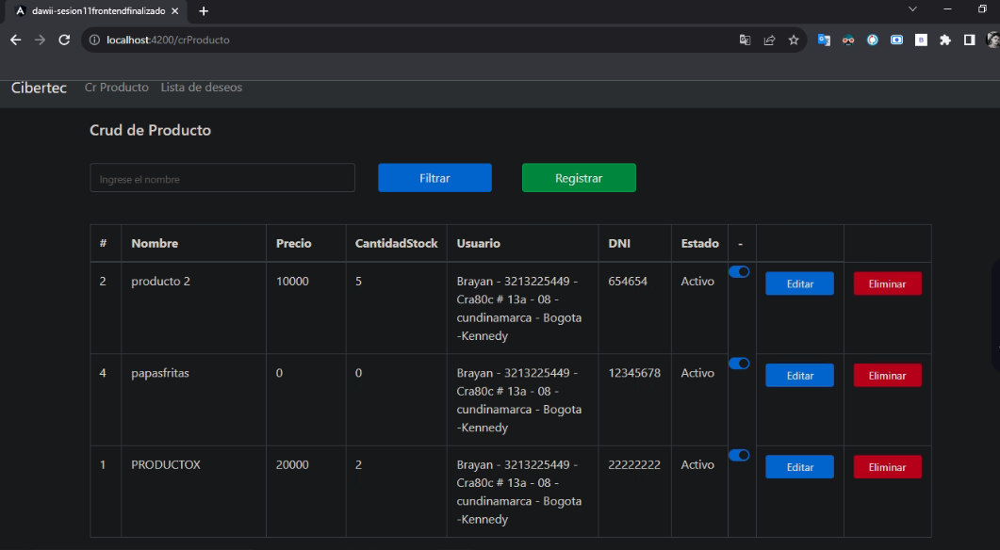 dawii-sesion11frontendfinalizado
localhost:4200/crProducto
Cibertec Cr Producto Lista de deseos
Crud de Producto
Ingrese el nombre Filtrar Registrar
# Nombre Precio CantidadStock Usuario DNI Estado -
2 producto 2 10000 5 Brayan - 3213225449 - 654654 Activo Editar Eliminar
Cra80c # 13a - 08 -
cundinamarca - Bogota
-Kennedy
4 papasfritas 0 0 Brayan - 3213225449 - 12345678 Activo Editar Eliminar
Cra80c # 13a - 08 -
cundinamarca - Bogota
-Kennedy
1 PRODUCTOX 20000 2 Brayan - 3213225449 - 22222222 Activo Editar Eliminar
Cra80c # 13a - 08 -
cundinamarca - Bogota
-Kennedy